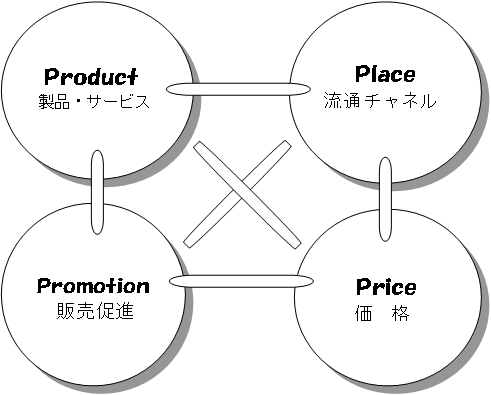 Product
製品・サービス
Place
流通チャネル
Promotion
販売促進
Price
価　格